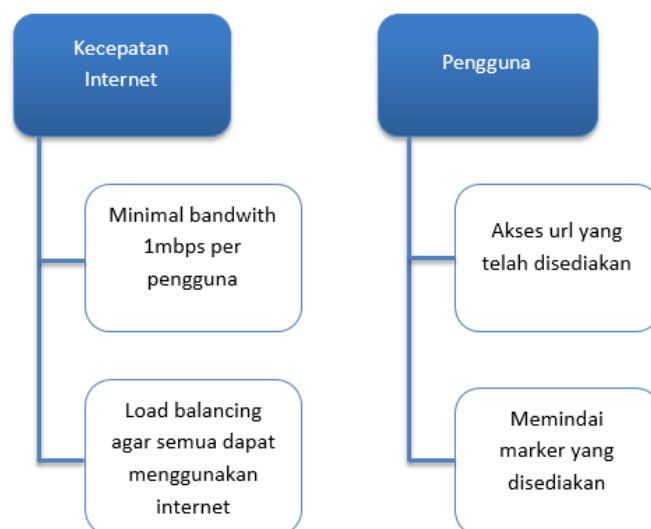 Kecepatan
Internet
Minimal bandwith
1mbps per
pengguna
Load balancing
agar semua dapat
menggunakan
internet
Pengguna
Akses url yang
telah disediakan
Memindai
marker yang
disediakan